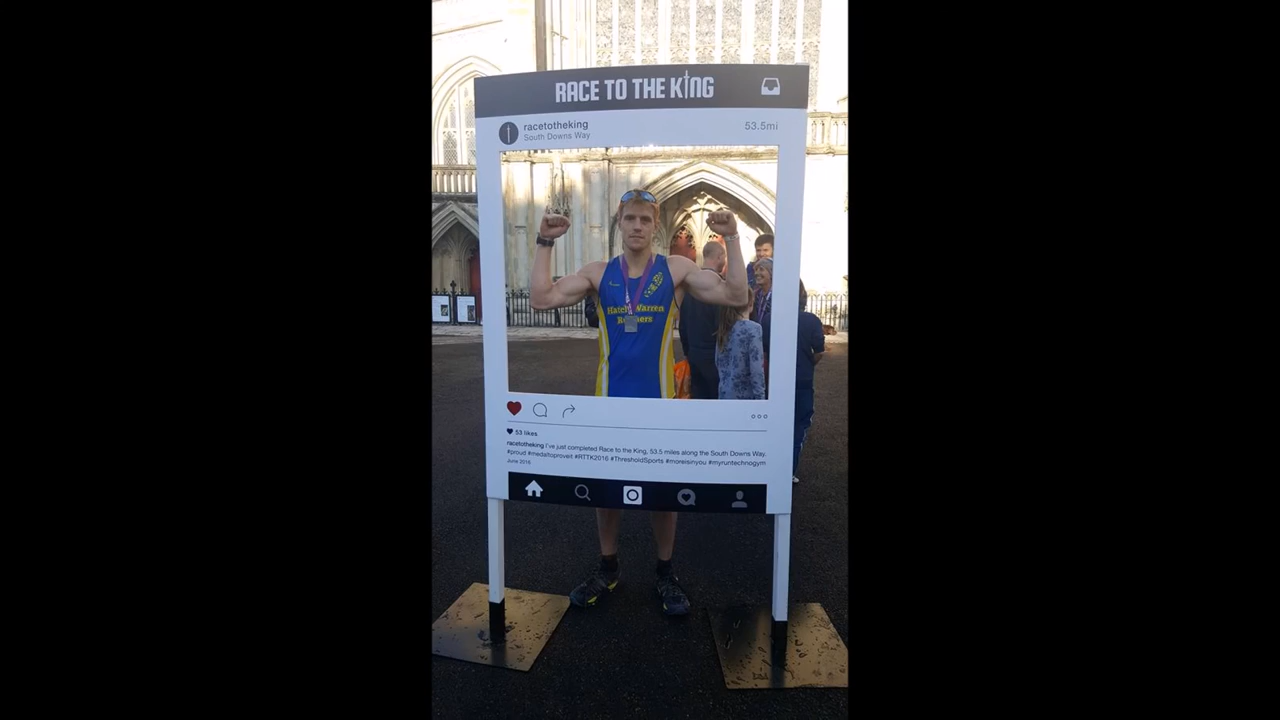 RACE TO THE KING
racetotheking
South Downs Way
53.5mi
Hatch Warren
Runners
53 likes
racetotheking I've just completed Race to the King, 53.5 miles along the South Downs Way.
#proud #medaltoproveit #RTTK2016 #ThresholdSports #moreisinyou #myruntechnogym
June 2016